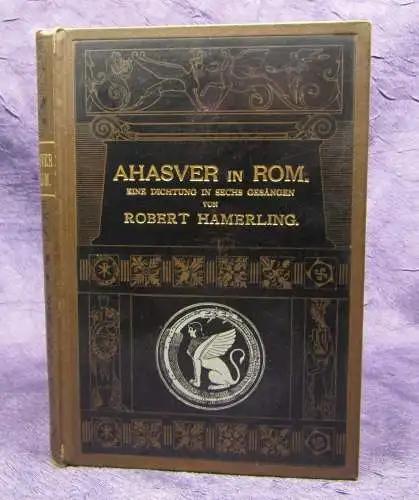 AHASVER IN ROM.
EINE DICHTUNG IN SECHS GESÄNGEN
VON
ROBERT HAMERLING.